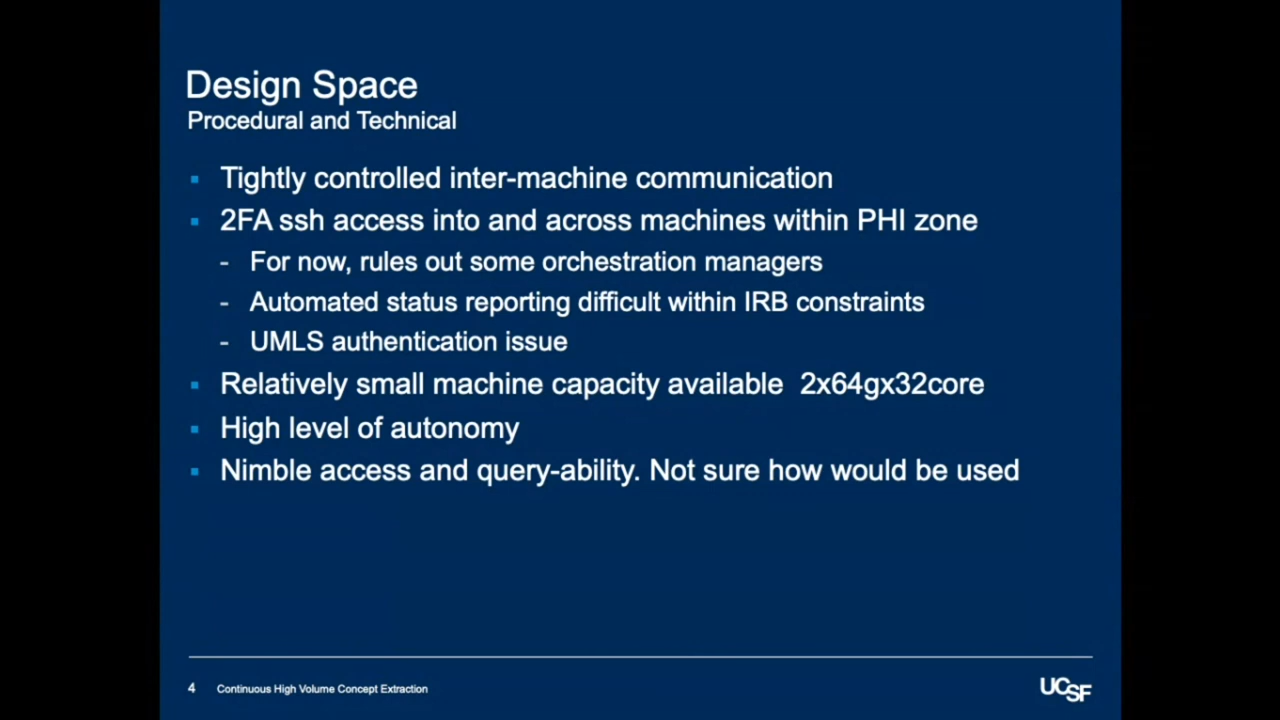 Design Space
Procedural and Technical
▪ Tightly controlled inter-machine communication
▪ 2FA ssh access into and across machines within PHI zone
- For now, rules out some orchestration managers
- Automated status reporting difficult within IRB constraints
- UMLS authentication issue
▪ Relatively small machine capacity available 2x64gx32core
▪ High level of autonomy
▪ Nimble access and query-ability. Not sure how would be used
4 Continuous High Volume Concept Extraction
UCSF